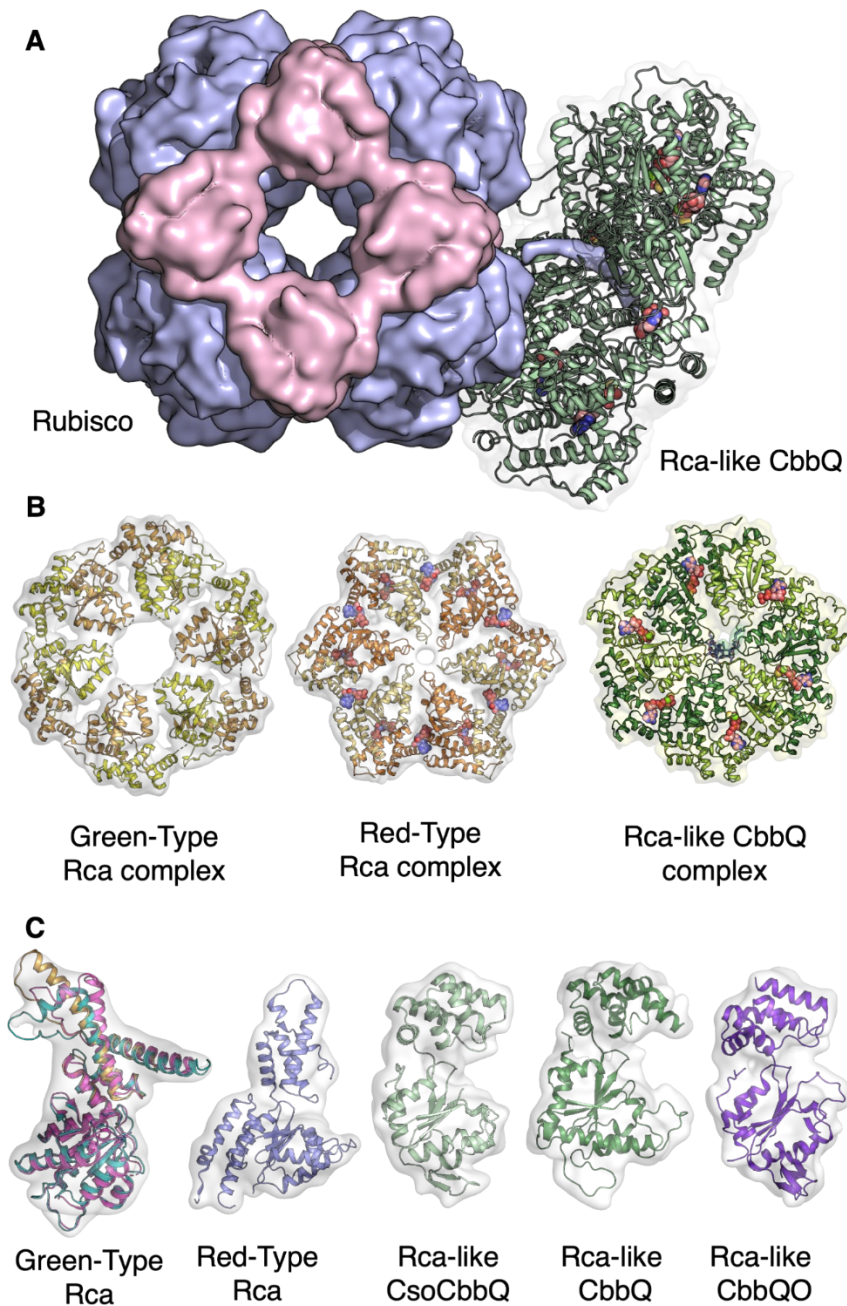 A
Rubisco
Rca-like CbbQ
B
Green-Type
Rca complex
Red-Type
Rca complex
Rca-like CbbQ
complex
C
Green-Type
Rca
Red-Type
Rca
Rca-like
CsoCbbQ
Rca-like
CbbQ
Rca-like
CbbQO